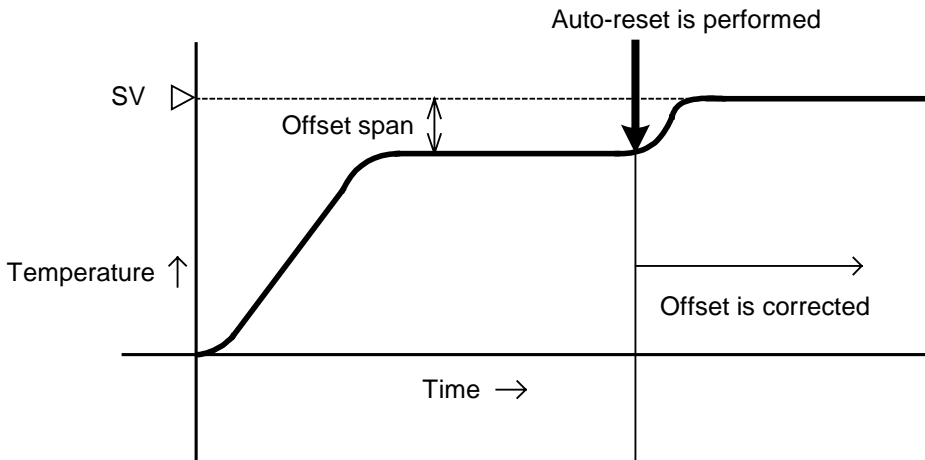 Auto-reset is performed
SV
Offset span
Temperature
Offset is corrected
Time